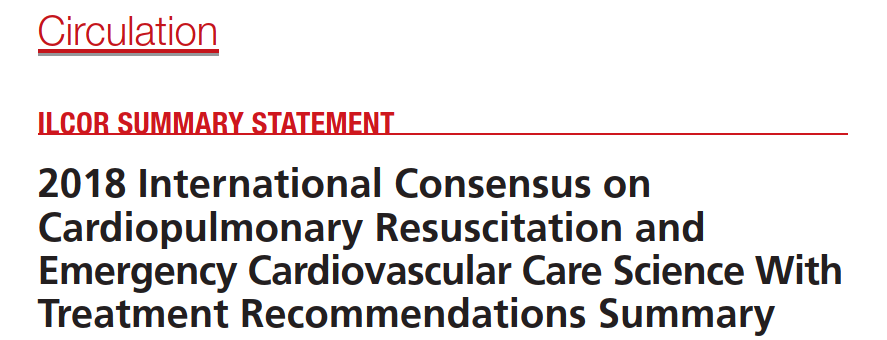 Circulation
ILCOR SUMMARY STATEMENT
2018 International Consensus on
Cardiopulmonary Resuscitation and
Emergency Cardiovascular Care Science With
Treatment Recommendations Summary